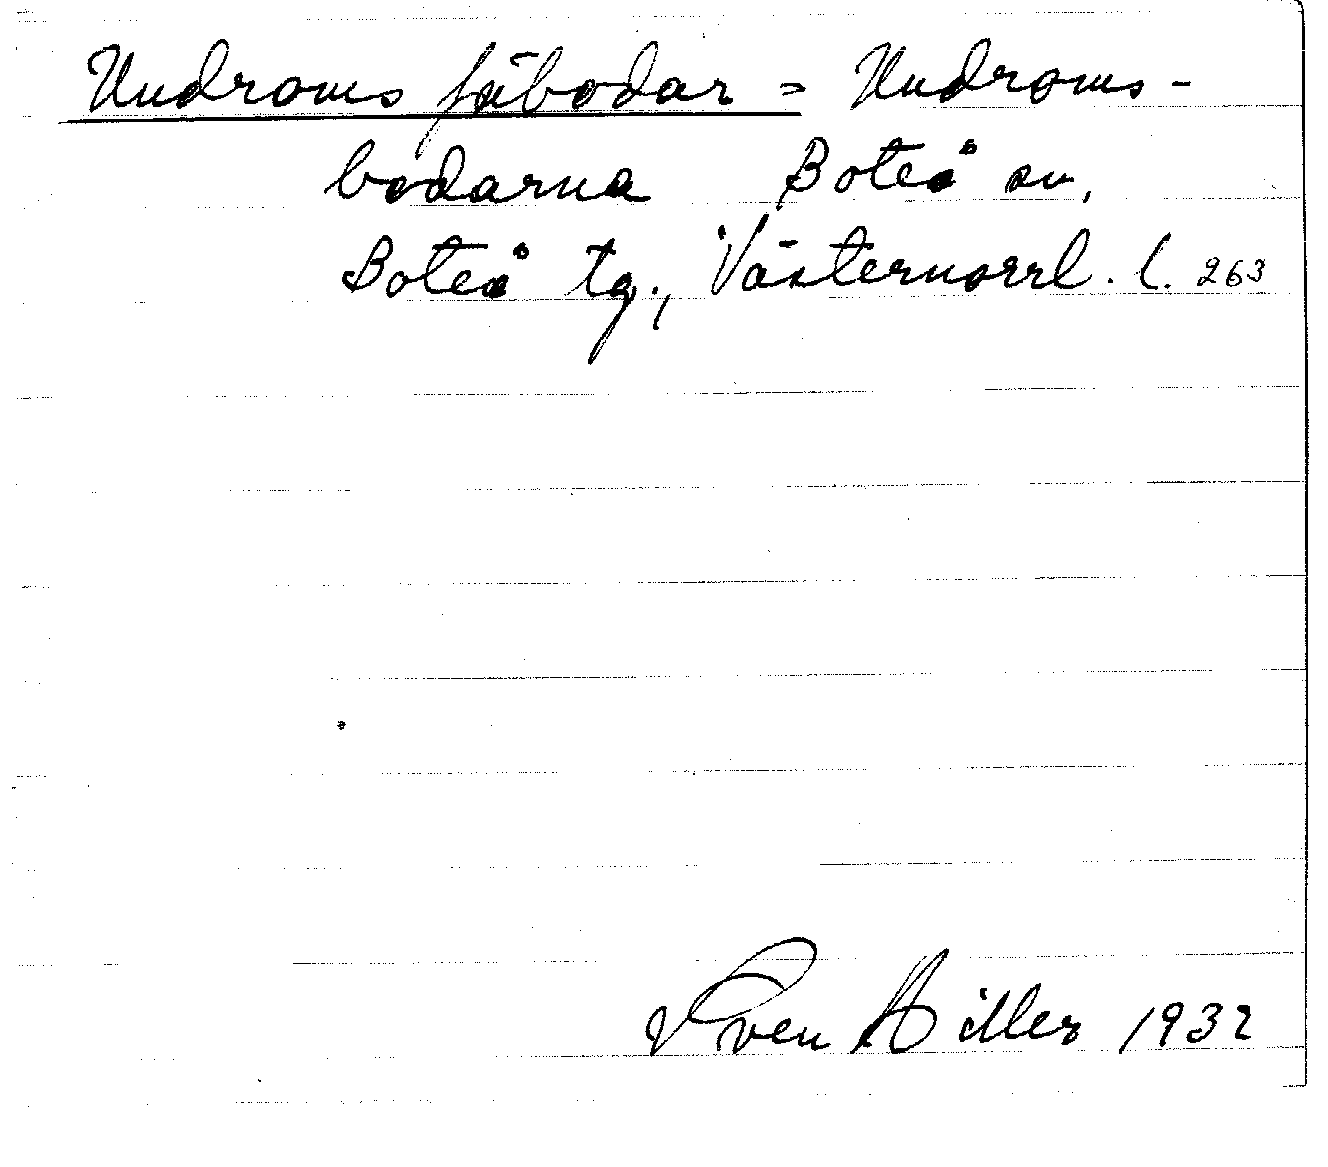 Undroms fäbodar = Undroms-
bodarna Boteå sn,
Boteå tg., Västernorrl. l. 263
Sven Hiller 1932